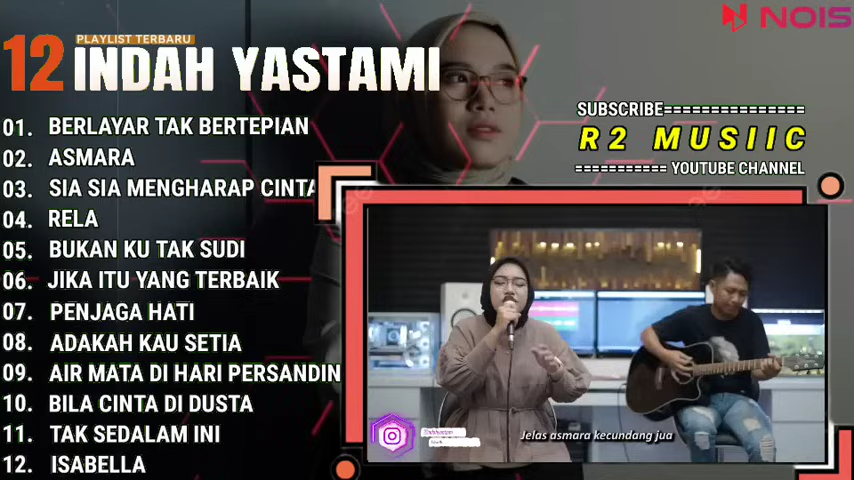 NOIS
PLAYLIST TERBARU
12 INDAH YASTAMI
01. BERLAYAR TAK BERTEPIAN
02. ASMARA
03. SIA SIA MENGHARAP CINTA
04. RELA
05. BUKAN KU TAK SUDI
06. JIKA ITU YANG TERBAIK
07. PENJAGA HATI
08. ADAKAH KAU SETIA
09. AIR MATA DI HARI PERSANDIN
10. BILA CINTA DI DUSTA
11. TAK SEDALAM INI
12. ISABELLA
SUBSCRIBE===============
R2 MUSIIC
=========== YOUTUBE CHANNEL
Jelas asmara kecundang jua